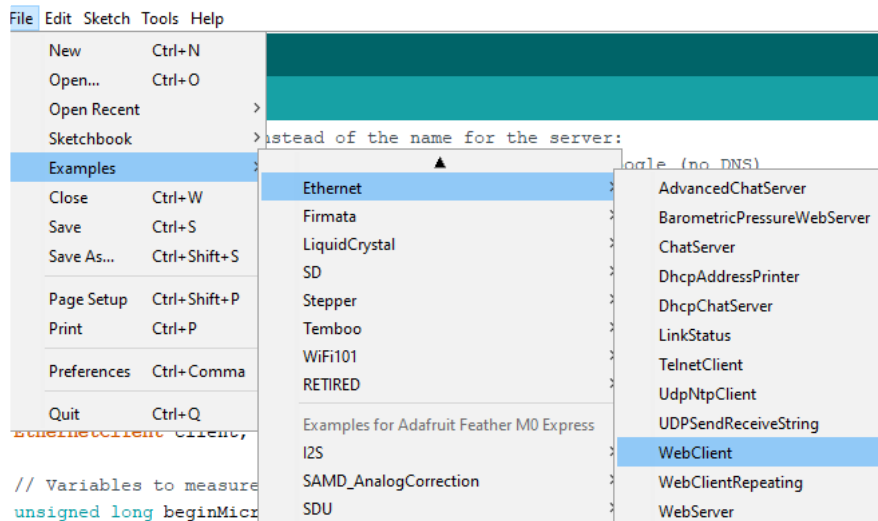 File Edit Sketch Tools Help
New Ctrl+N
Open... Ctrl+O
Open Recent
Sketchbook
Examples
Close Ctrl+W
Save Ctrl+S
Save As... Ctrl+Shift+S
Page Setup Ctrl+Shift+P
Print Ctrl+P
Preferences Ctrl+Comma
Quit Ctrl+Q
instead of the name for the server:
ogle (no DNS)
Ethernet
Firmata
LiquidCrystal
SD
Stepper
Temboo
WiFi101
RETIRED
Examples for Adafruit Feather M0 Express
I2S
SAMD_AnalogCorrection
SDU
AdvancedChatServer
BarometricPressureWebServer
ChatServer
DhcpAddressPrinter
DhcpChatServer
LinkStatus
TelnetClient
UdpNtpClient
UDPSendReceiveString
WebClient
WebClientRepeating
WebServer
EthernetClient client;
// Variables to measure
unsigned long beginMicr